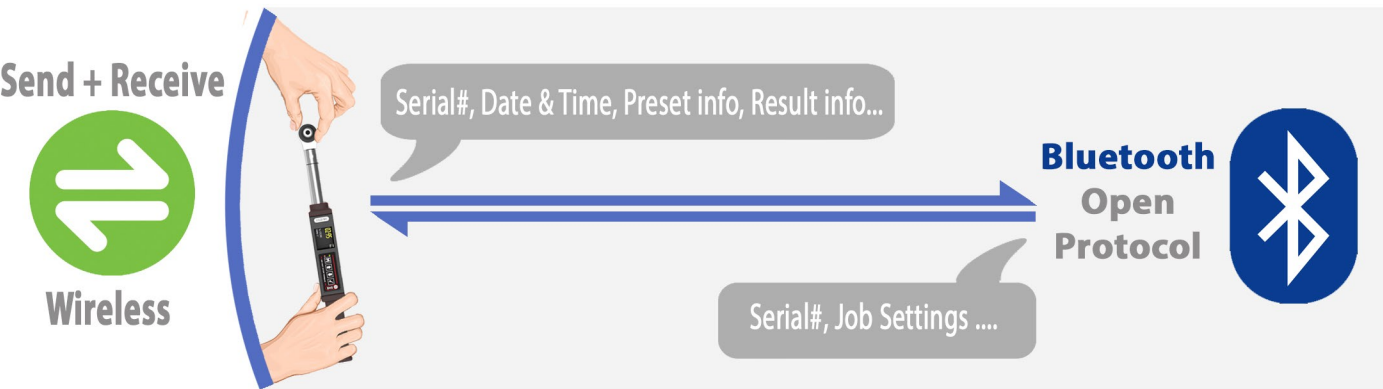 Send + Receive
Wireless
Serial#, Date & Time, Preset info, Result info...
Serial#, Job Settings ....
Bluetooth
Open
Protocol